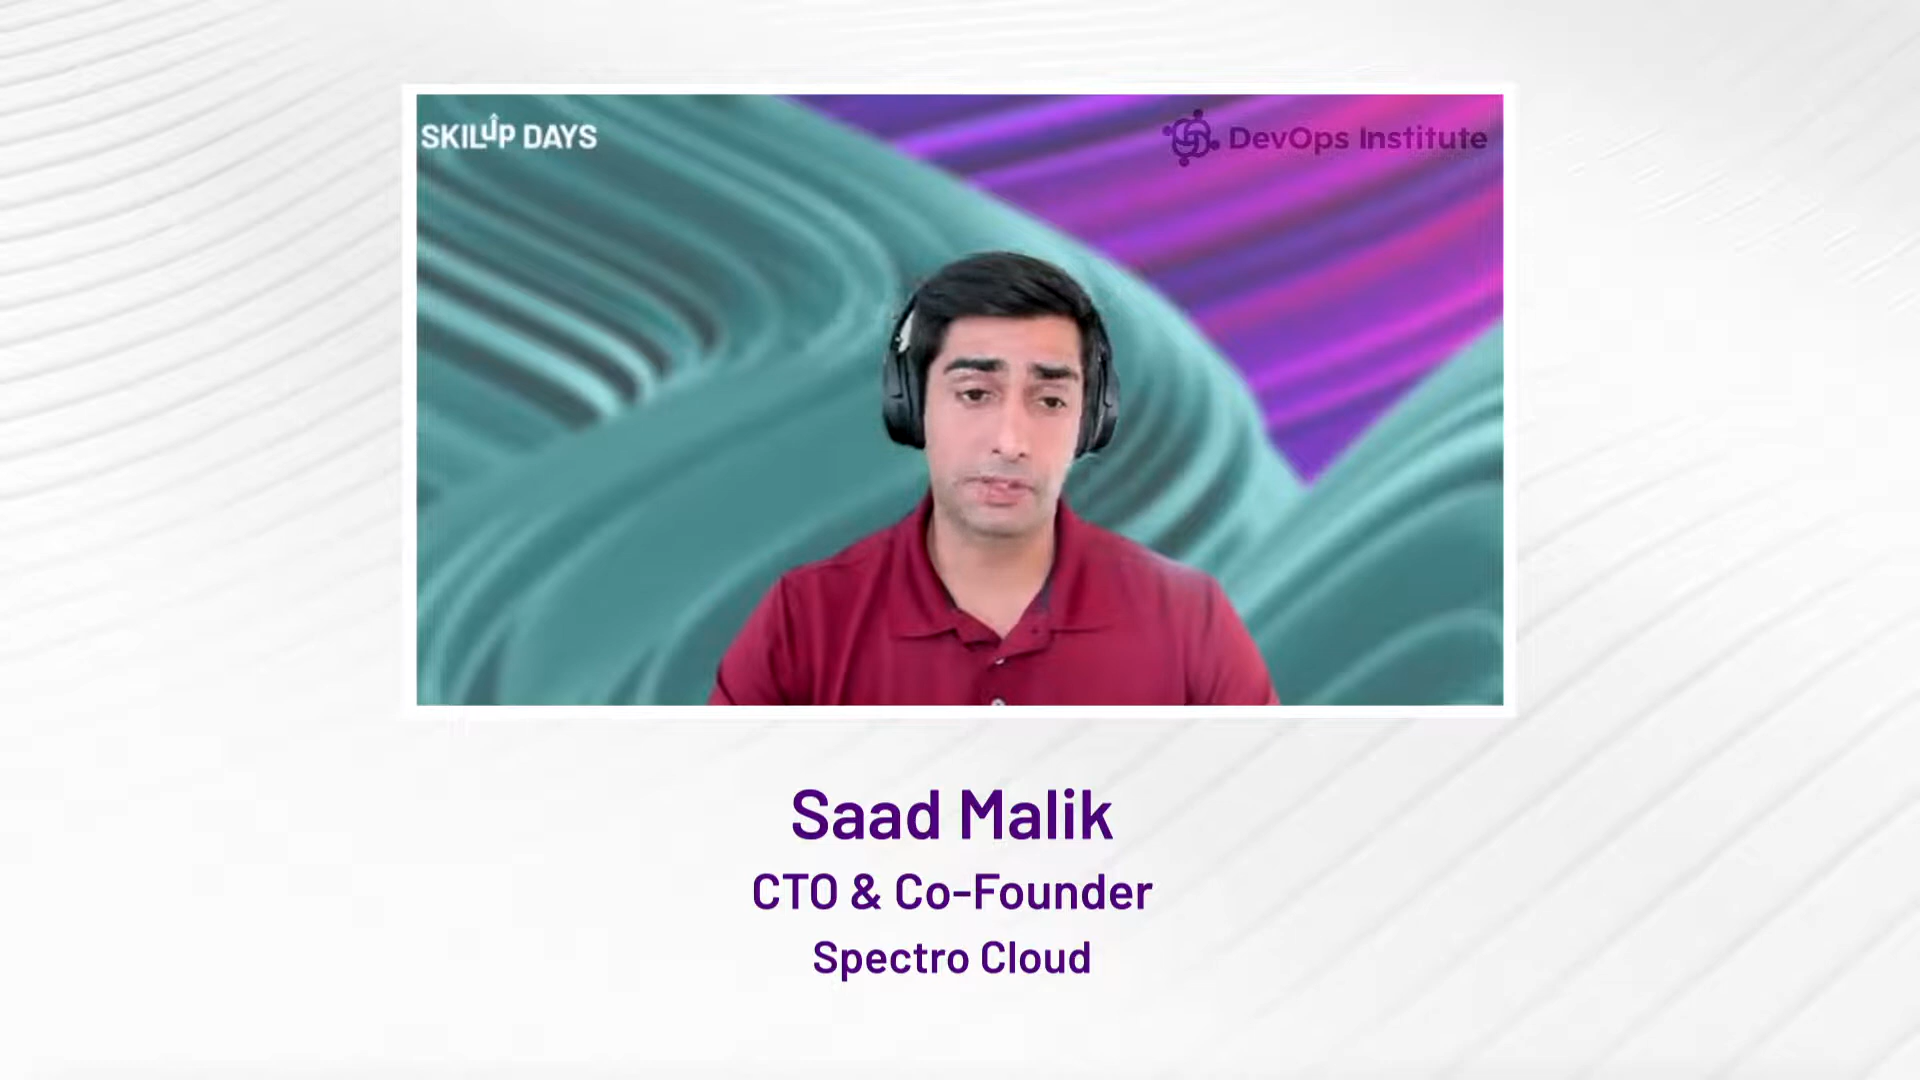 SKILUP DAYS
DevOps Institute
Saad Malik
CTO & Co-Founder
Spectro Cloud